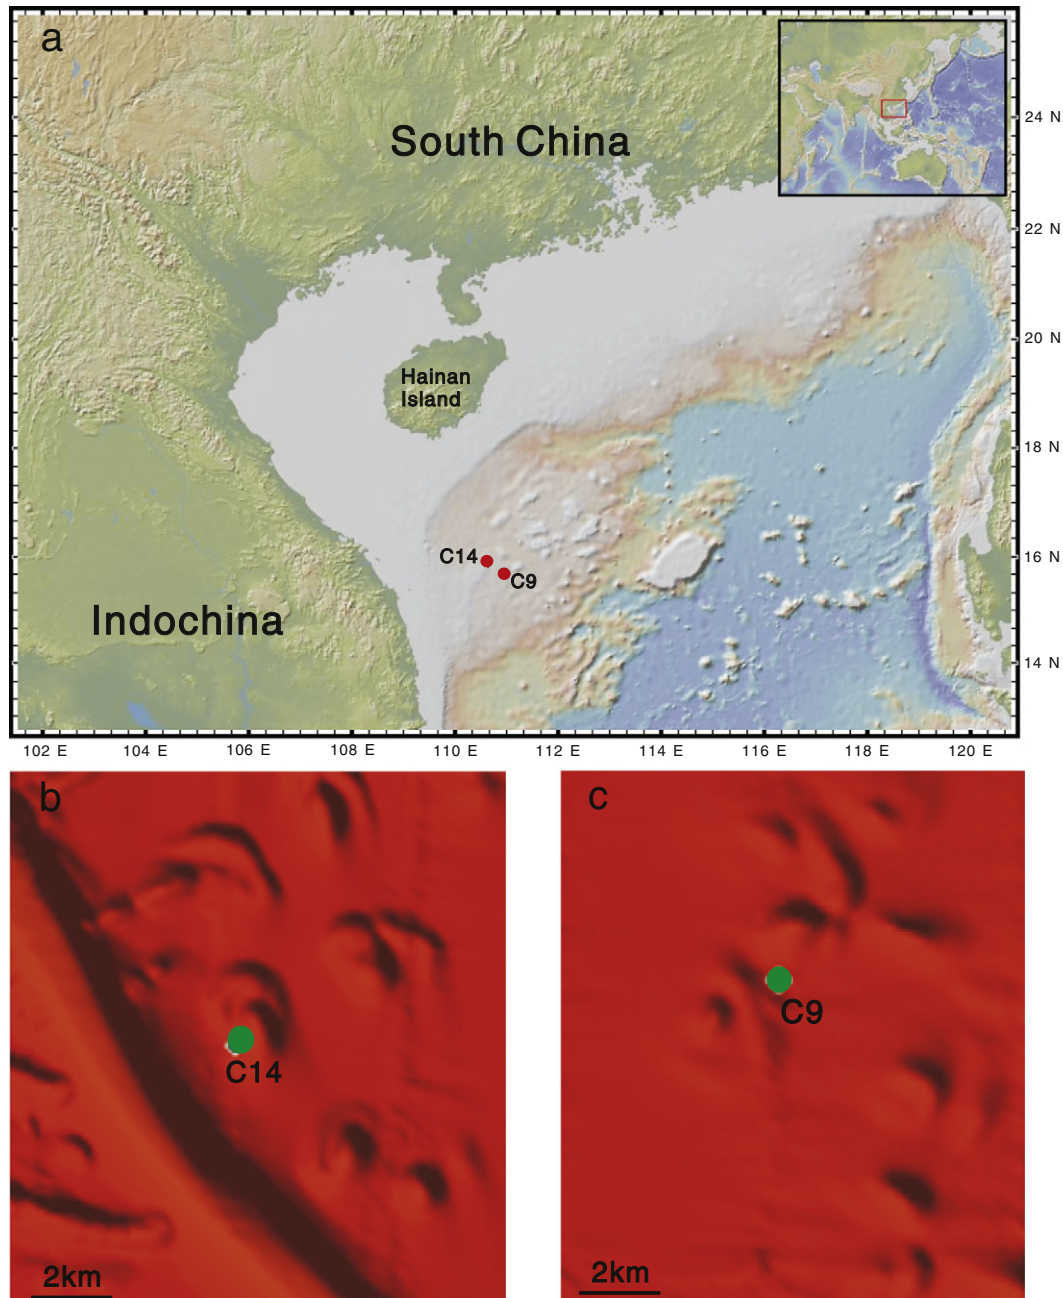 a
South China
24 N
22 N
20 N
Hainan
Island
18 N
C14
16 N
C9
Indochina
14 N
102 E 104 E 106 E 108 E 110 E 112 E 114 E 116 E 118 E 120 E
b
C14
2km
c
C9
2km